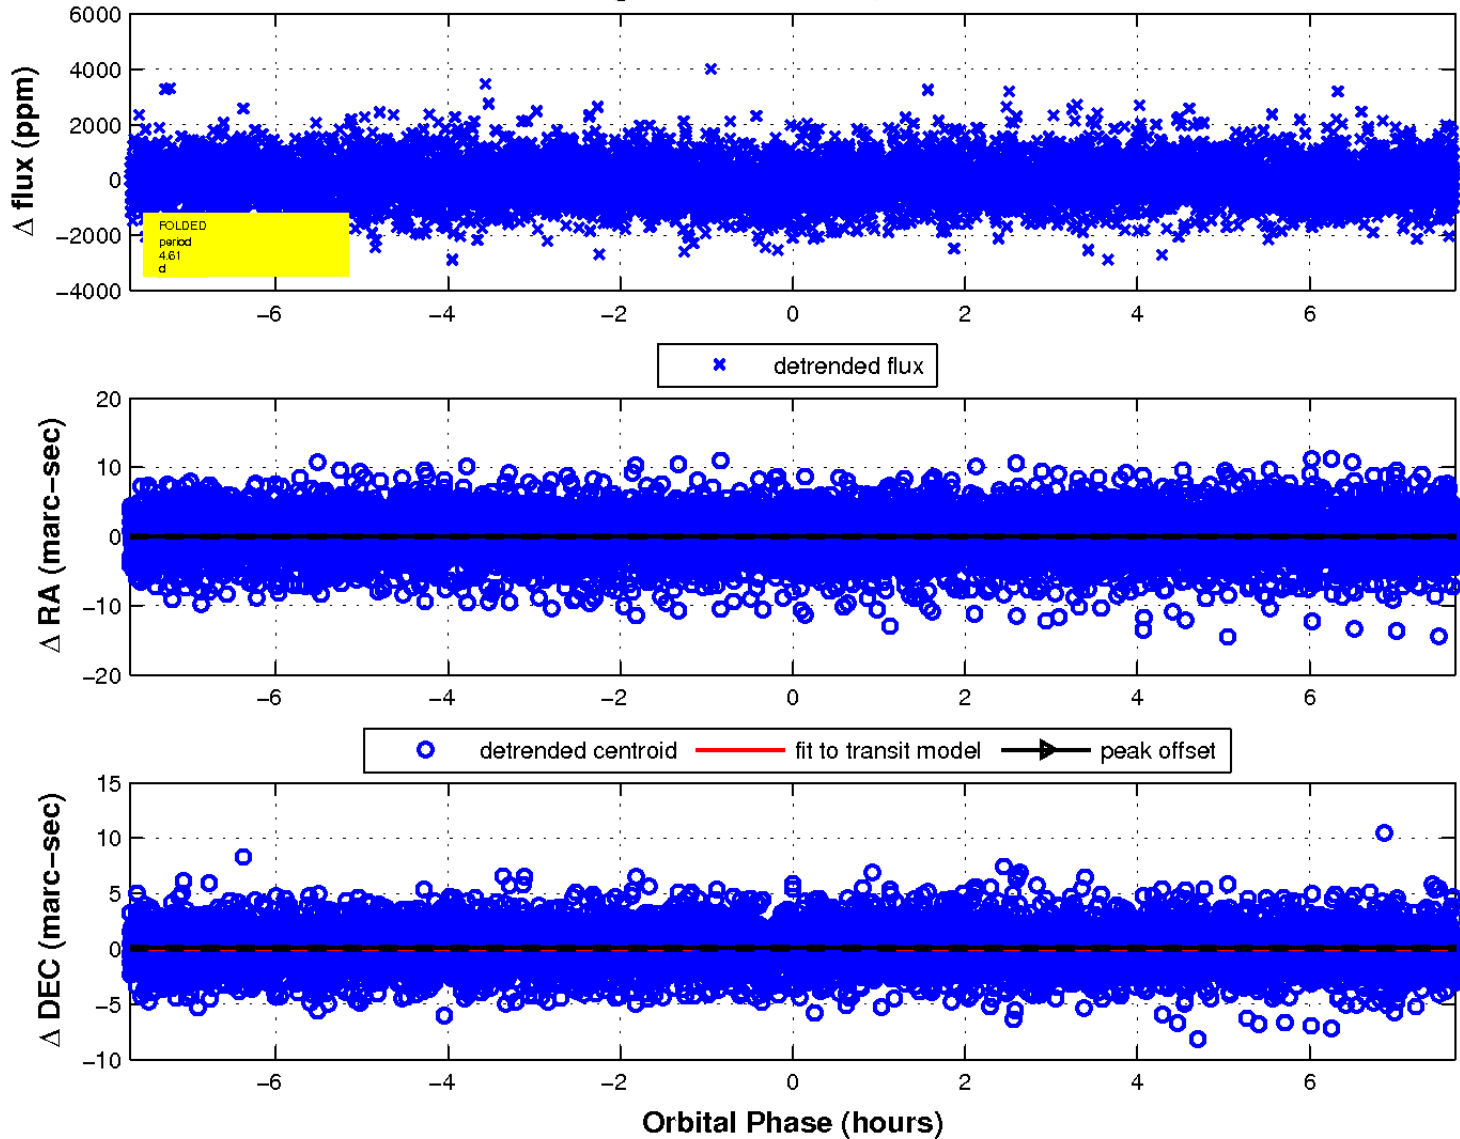 6000
4000
2000
0
−2000
−4000
Δ flux (ppm)
FOLDED
period
4.61
d
−6 −4 −2 0 2 4 6
detrended flux
20
10
0
−10
−20
Δ RA (marc−sec)
−6 −4 −2 0 2 4 6
detrended centroid fit to transit model peak offset
15
10
5
0
−5
−10
Δ DEC (marc−sec)
−6 −4 −2 0 2 4 6
Orbital Phase (hours)